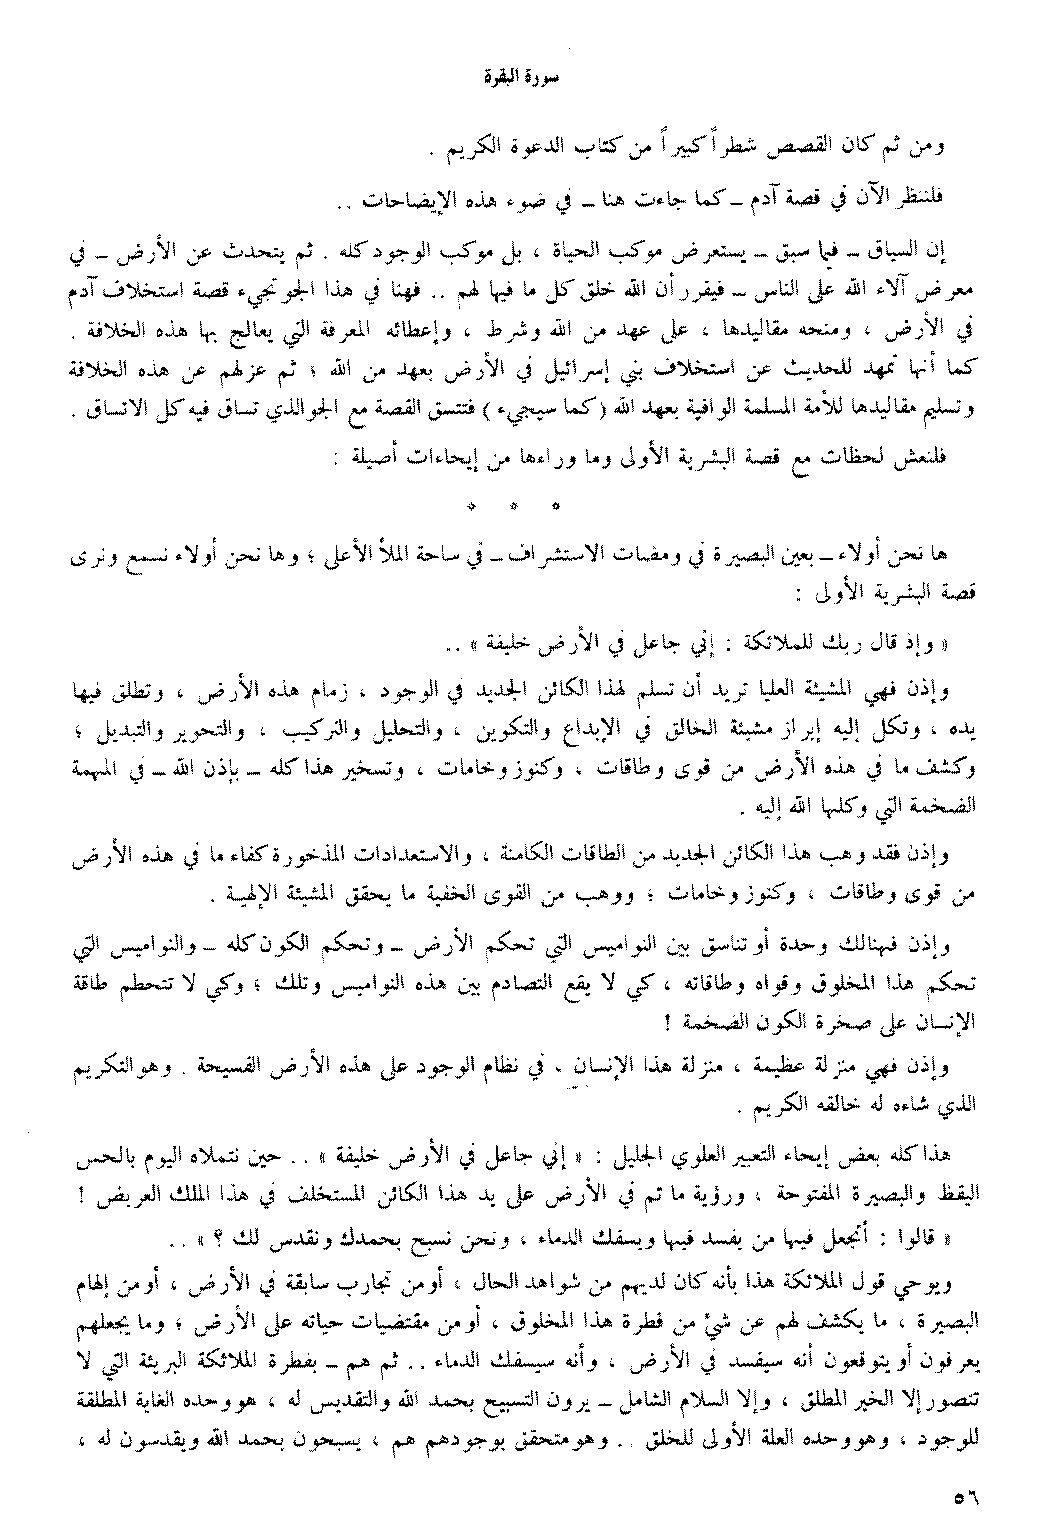 سورة البقرة
ومن ثم كان القصص شطراً كبيراً من كتاب الدعوة الكريم .
فلننظر الآن في قصة آدم – كما جاءت هنا – في ضوء هذه الإيضاحات ..
إن السياق – فيما سبق – يستعرض موكب الحياة ، بل موكب الوجود كله . ثم يتحدث عن الأرض – في
معرض آلاء الله على الناس – فيقرر أن الله خلق كل ما فيها لهم .. فهنا في هذا الجو تجيء قصة استخلاف آدم
في الأرض ، ومنحه مقاليدها ، على عهد من الله وشرط ، وإعطائه المعرفة التي يعالج بها هذه الخلافة .
كما أنها تمهد للحديث عن استخلاف بني إسرائيل في الأرض بعهد من الله ؛ ثم عزلهم عن هذه الخلافة
وتسليم مقاليدها للأمة المسلمة الوافية بعهد الله ( كما سيجيء ) فتتسق القصة مع الجو الذي تساق فيه كل الاتساق .
فلنعش لحظات مع قصة البشرية الأولى وما وراءها من إيحاءات أصيلة :
* * *
ها نحن أولاء – بعين البصيرة في ومضات الاستشراف – في ساحة الملأ الأعلى ؛ وها نحن أولاء نسمع ونرى
قصة البشرية الأولى :
« وإذ قال ربك للملائكة : إني جاعل في الأرض خليفة » ..
وإذن فهي المشيئة العليا تريد أن تسلم لهذا الكائن الجديد في الوجود ، زمام هذه الأرض ، وتطلق فيها
يده ، وتكل إليه إبراز مشيئة الخالق في الإبداع والتكوين ، والتحليل والتركيب ، والتحوير والتبديل ؛
وكشف ما في هذه الأرض من قوى وطاقات ، وكنوز وخامات ، وتسخير هذا كله – بإذن الله – في المهمة
الضخمة التي وكلها الله إليه .
وإذن فقد وهب هذا الكائن الجديد من الطاقات الكامنة ، والاستعدادات المذخورة كفاء ما في هذه الأرض
من قوى وطاقات ، وكنوز وخامات ؛ ووهب من القوى الخفية ما يحقق المشيئة الإلهية .
وإذن فهنالك وحدة أو تناسق بين النواميس التي تحكم الأرض – وتحكم الكون كله – والنواميس التي
تحكم هذا المخلوق وقواه وطاقاته ، كي لا يقع التصادم بين هذه النواميس وتلك ؛ وكي لا تتحطم طاقة
الإنسان على صخرة الكون الضخمة !
وإذن فهي منزلة عظيمة ، منزلة هذا الإنسان ، في نظام الوجود على هذه الأرض الفسيحة . وهو التكريم
الذي شاءه له خالقه الكريم .
هذا كله بعض إيحاء التعبير العلوي الجليل : « إني جاعل في الأرض خليفة » .. حين نتملاه اليوم بالحس
اليقظ والبصيرة المفتوحة ، ورؤية ما تم في الأرض على يد هذا الكائن المستخلف في هذا الملك العريض !
« قالوا : أتجعل فيها من يفسد فيها ويسفك الدماء ، ونحن نسبح بحمدك ونقدس لك ؟ » ..
ويوحي قول الملائكة هذا بأنه كان لديهم من شواهد الحال ، أو من تجارب سابقة في الأرض ، أو من إلهام
البصيرة ، ما يكشف لهم عن شيء من فطرة هذا المخلوق ، أو من مقتضيات حياته على الأرض ؛ وما يجعلهم
يعرفون أو يتوقعون أنه سيفسد في الأرض ، وأنه سيسفك الدماء .. ثم هم – بفطرة الملائكة البريئة التي لا
تتصور إلا الخير المطلق ، وإلا السلام الشامل – يرون التسبيح بحمد الله والتقديس له ، هو وحده الغاية المطلقة
للوجود ، وهو وحده العلة الأولى للخلق .. وهو متحقق بوجودهم هم ، يسبحون بحمد الله ويقدسون له ،
٥٦